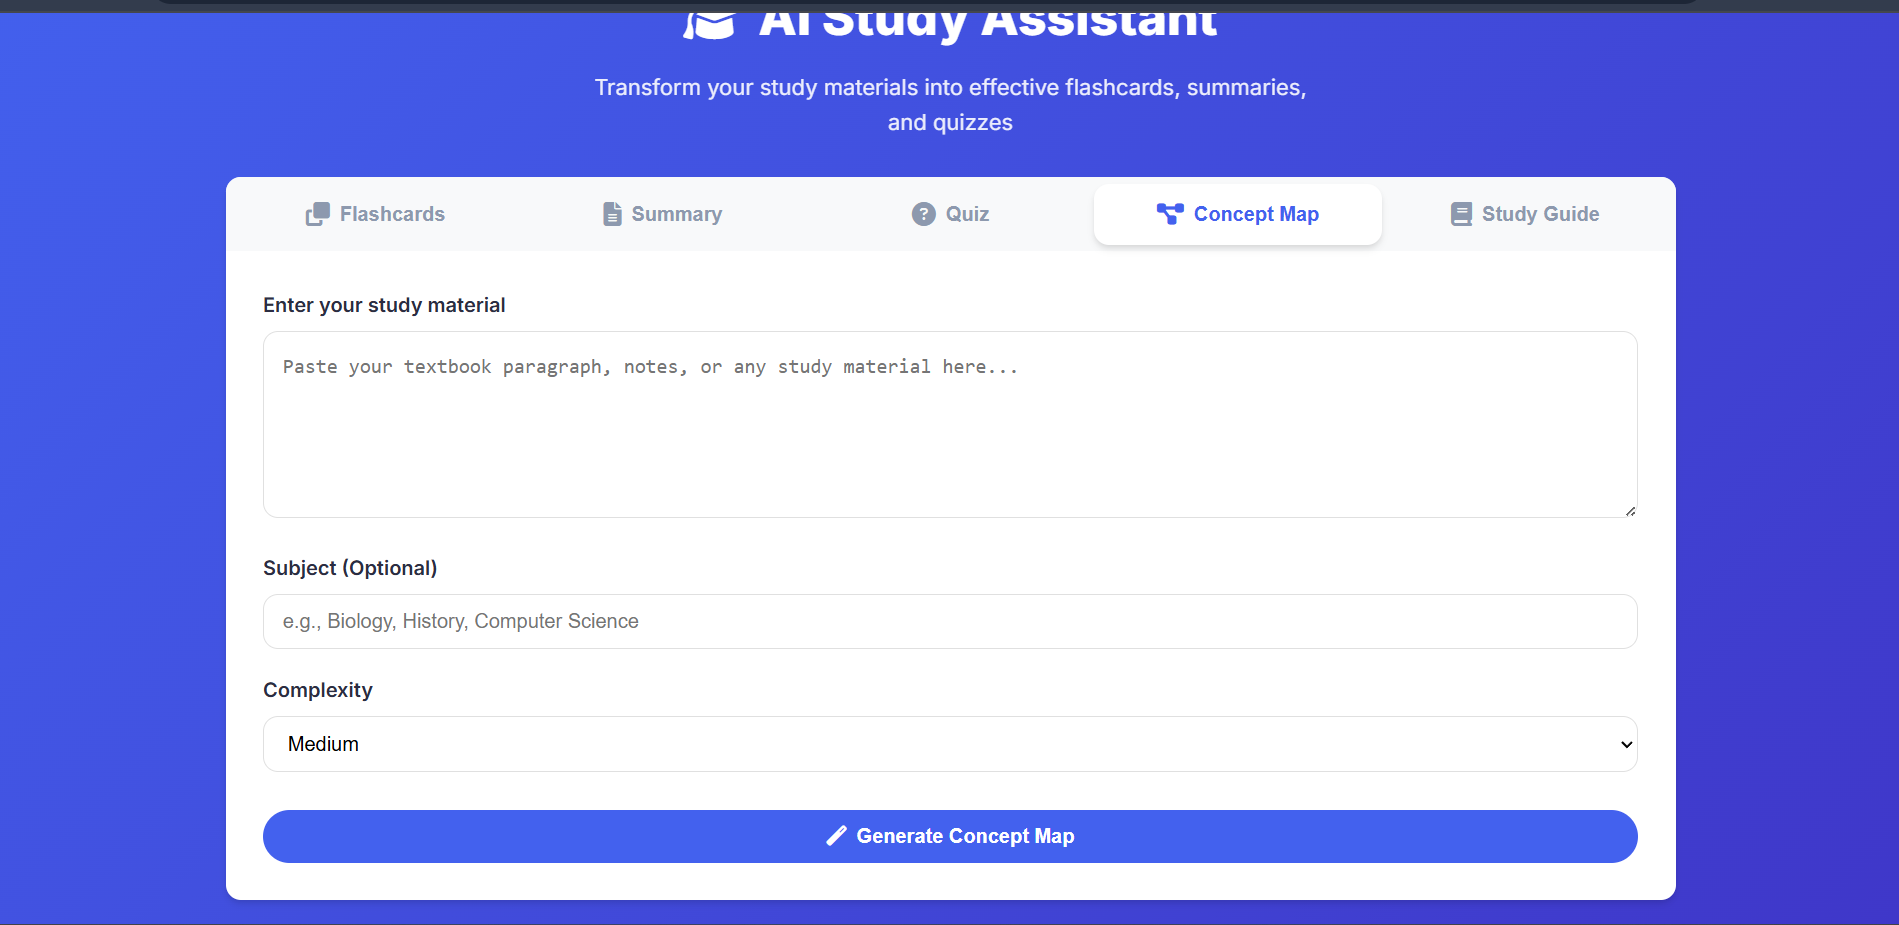 AI Study Assistant
Transform your study materials into effective flashcards, summaries,
and quizzes
Flashcards Summary Quiz Concept Map Study Guide
Enter your study material
Paste your textbook paragraph, notes, or any study material here...
Subject (Optional)
e.g., Biology, History, Computer Science
Complexity
Medium
Generate Concept Map